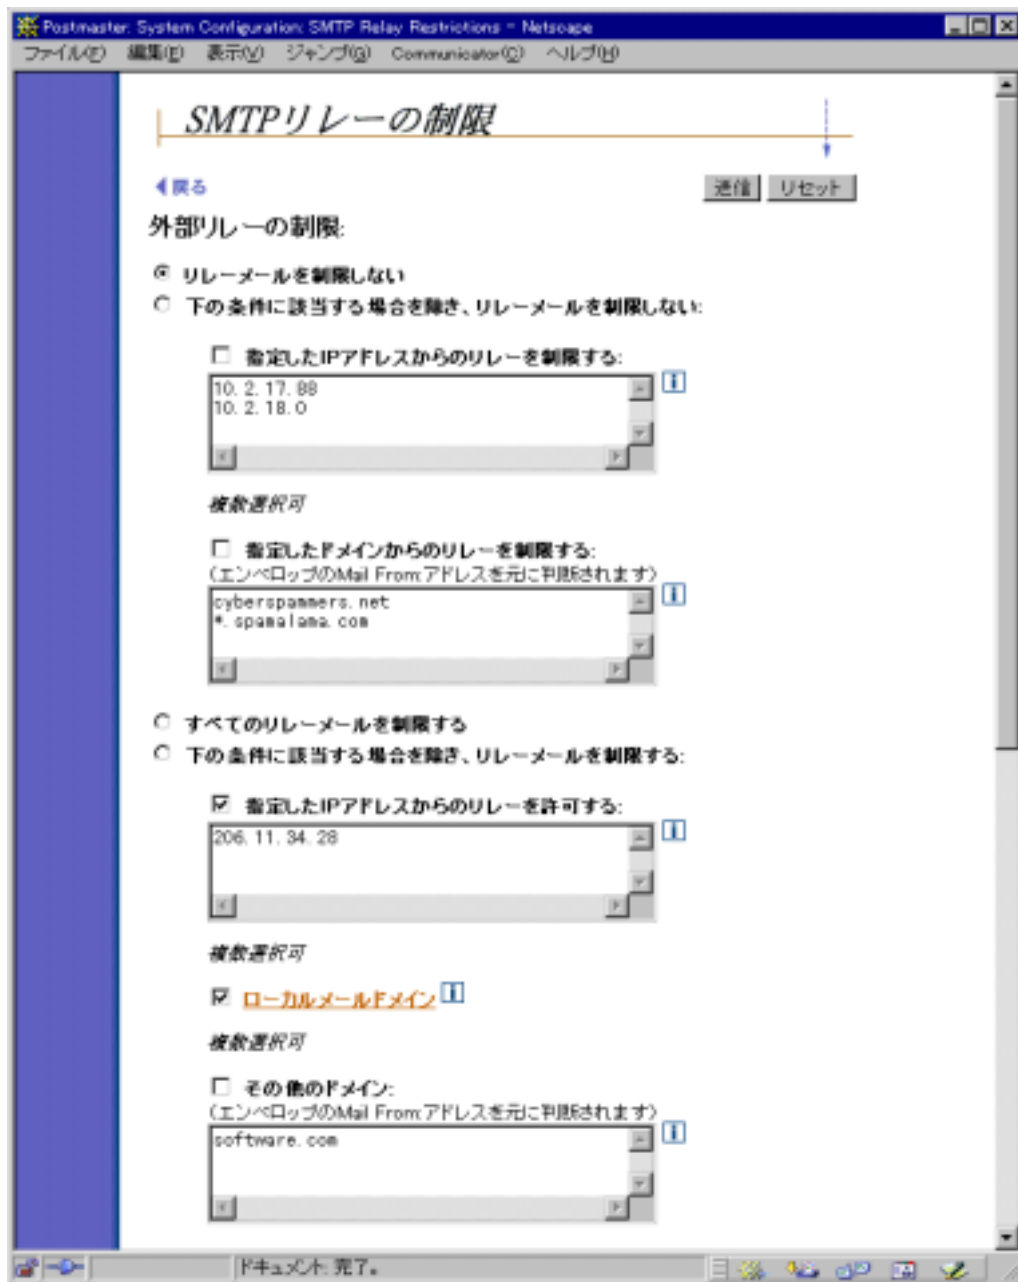 Postmaster: System Configuration: SMTP Relay Restrictions - Netscape
ファイル(F) 編集(E) 表示(V) ジャンプ(G) Communicator(C) ヘルプ(H)
SMTPリレーの制限
戻る 送信 リセット
外部リレーの制限:
リレーメールを制限しない
下の条件に該当する場合を除き、リレーメールを制限しない:
指定したIPアドレスからのリレーを制限する:
10.2.17.88
10.2.18.0
複数選択可
指定したドメインからのリレーを制限する:
(エンベロップのMail From:アドレスを元に判断されます)
cyberspammers.net
*.spamalama.com
すべてのリレーメールを制限する
下の条件に該当する場合を除き、リレーメールを制限する:
指定したIPアドレスからのリレーを許可する:
206.11.34.28
複数選択可
ローカルメールドメイン
複数選択可
その他のドメイン:
(エンベロップのMail From:アドレスを元に判断されます)
software.com
ドキュメント: 完了。